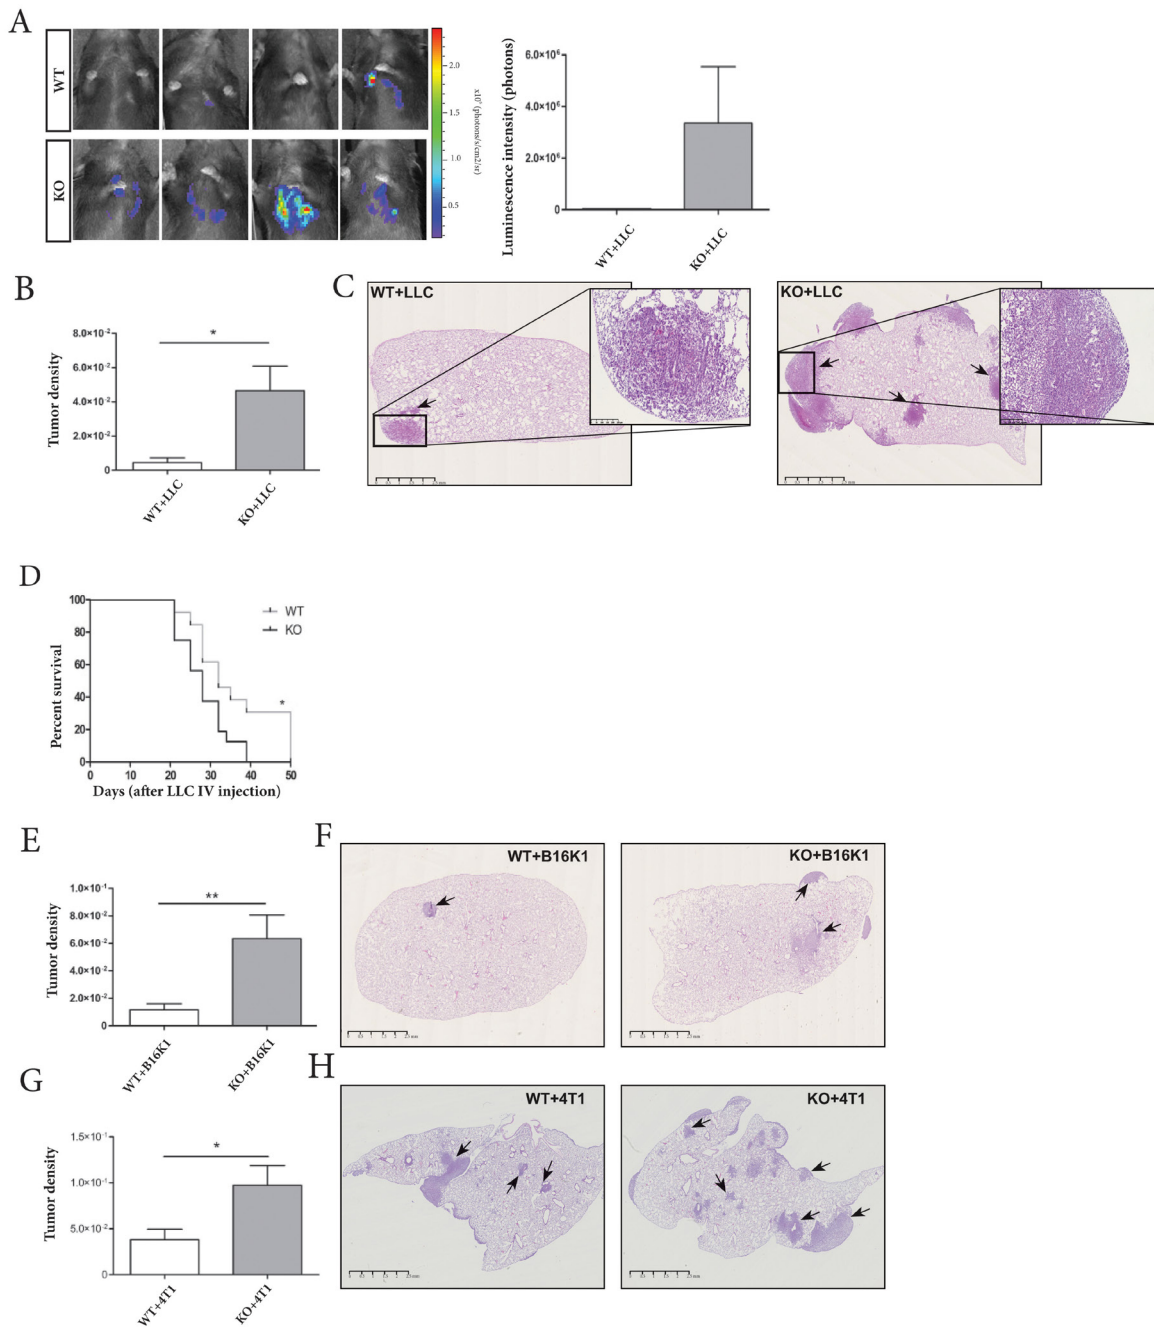 A
WT
KO
2.0
1.5
1.0
0.5
(photons/s/cm2/sr)
Luminescence intensity (photons)
6.0×10⁶
4.0×10⁶
2.0×10⁶
0
WT+LLC
KO+LLC
B
Tumor density
8.0×10⁻²
6.0×10⁻²
4.0×10⁻²
2.0×10⁻²
0
*
WT+LLC
KO+LLC
C
WT+LLC
KO+LLC
D
Percent survival
100
80
60
40
20
0
0 10 20 30 40 50
WT
KO
*
Days (after LLC IV injection)
E
Tumor density
1.0×10⁻¹
8.0×10⁻²
6.0×10⁻²
4.0×10⁻²
2.0×10⁻²
0
**
WT+B16K1
KO+B16K1
F
WT+B16K1
KO+B16K1
G
Tumor density
1.5×10⁻¹
1.0×10⁻¹
5.0×10⁻²
0
*
WT+4T1
KO+4T1
H
WT+4T1
KO+4T1